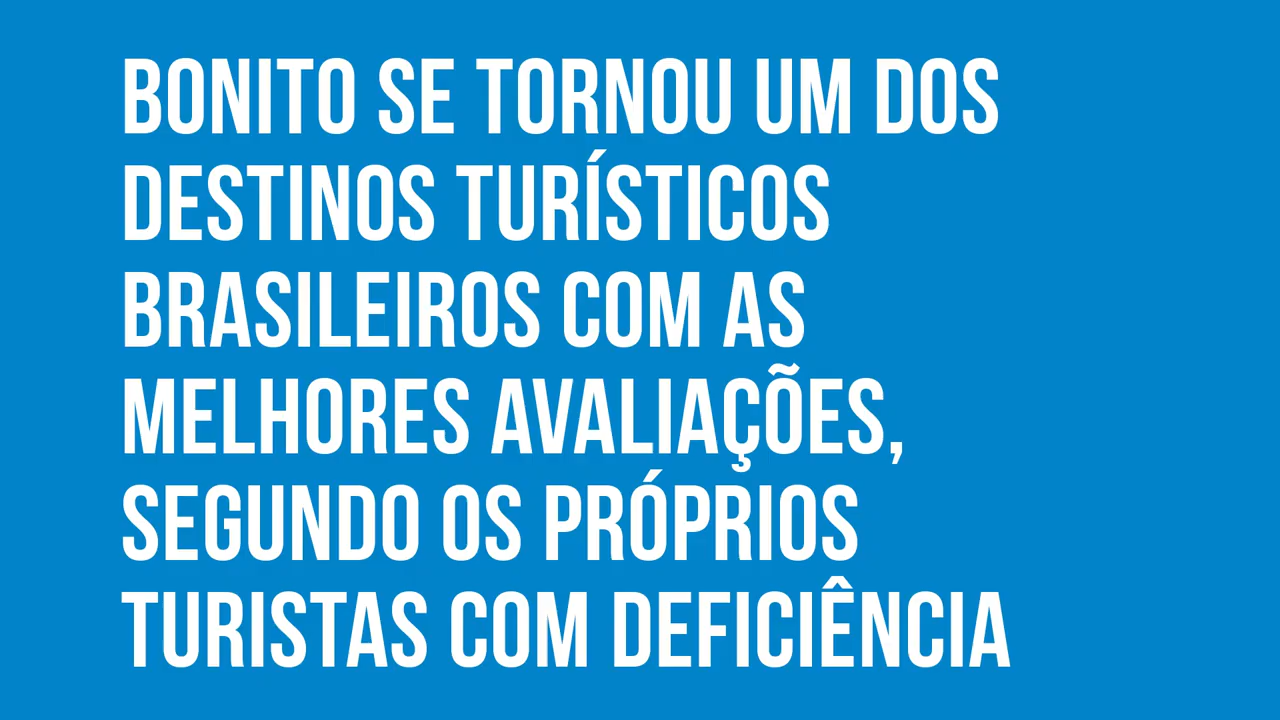 BONITO SE TORNOU UM DOS
DESTINOS TURÍSTICOS
BRASILEIROS COM AS
MELHORES AVALIAÇÕES,
SEGUNDO OS PRÓPRIOS
TURISTAS COM DEFICIÊNCIA